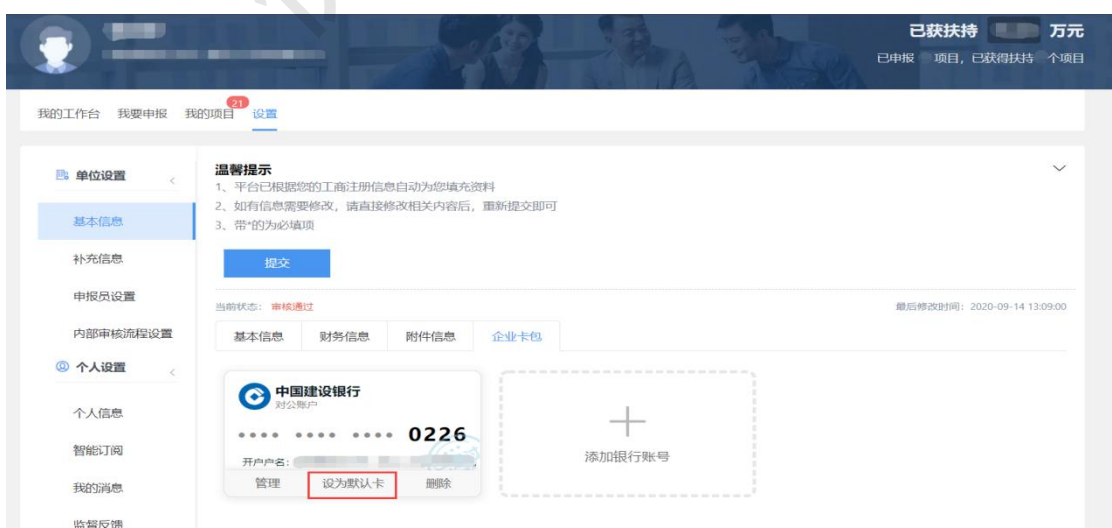 已获扶持 万元
已申报 项目，已获得扶持 个项目
我的工作台 我要申报 我的项目 21 设置
单位设置
基本信息
补充信息
申报员设置
内部审核流程设置
个人设置
个人信息
智能订阅
我的消息
监督反馈
温馨提示
1、平台已根据您的工商注册信息自动为您填充资料
2、如有信息需要修改，请直接修改相关内容后，重新提交即可
3、带*的为必填项
提交
当前状态： 审核通过
最后修改时间：2020-09-14 13:09:00
基本信息 财务信息 附件信息 企业卡包
中国建设银行
对公账户
•••• •••• •••• 0226
开户户名：
管理 设为默认卡 删除
添加银行账号